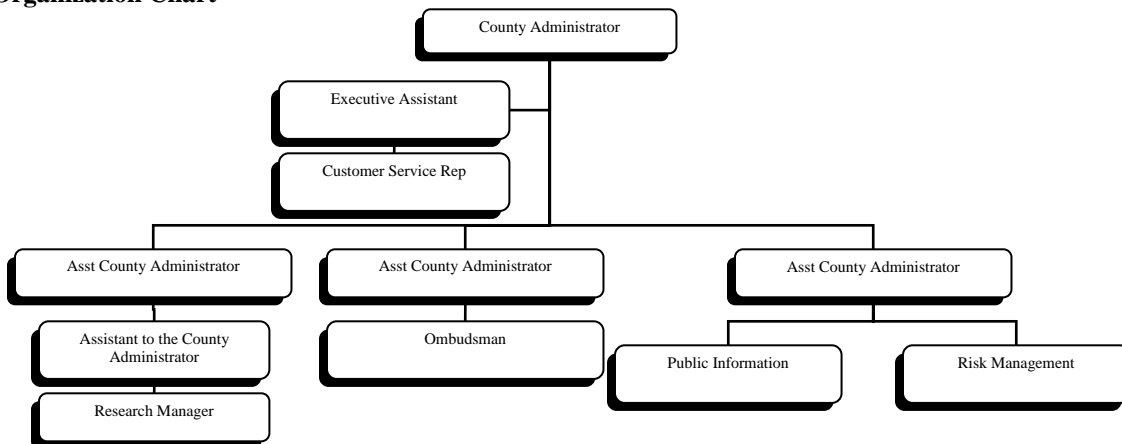 Organization Chart
County Administrator
Executive Assistant
Customer Service Rep
Asst County Administrator
Asst County Administrator
Asst County Administrator
Assistant to the County
Administrator
Ombudsman
Public Information
Risk Management
Research Manager